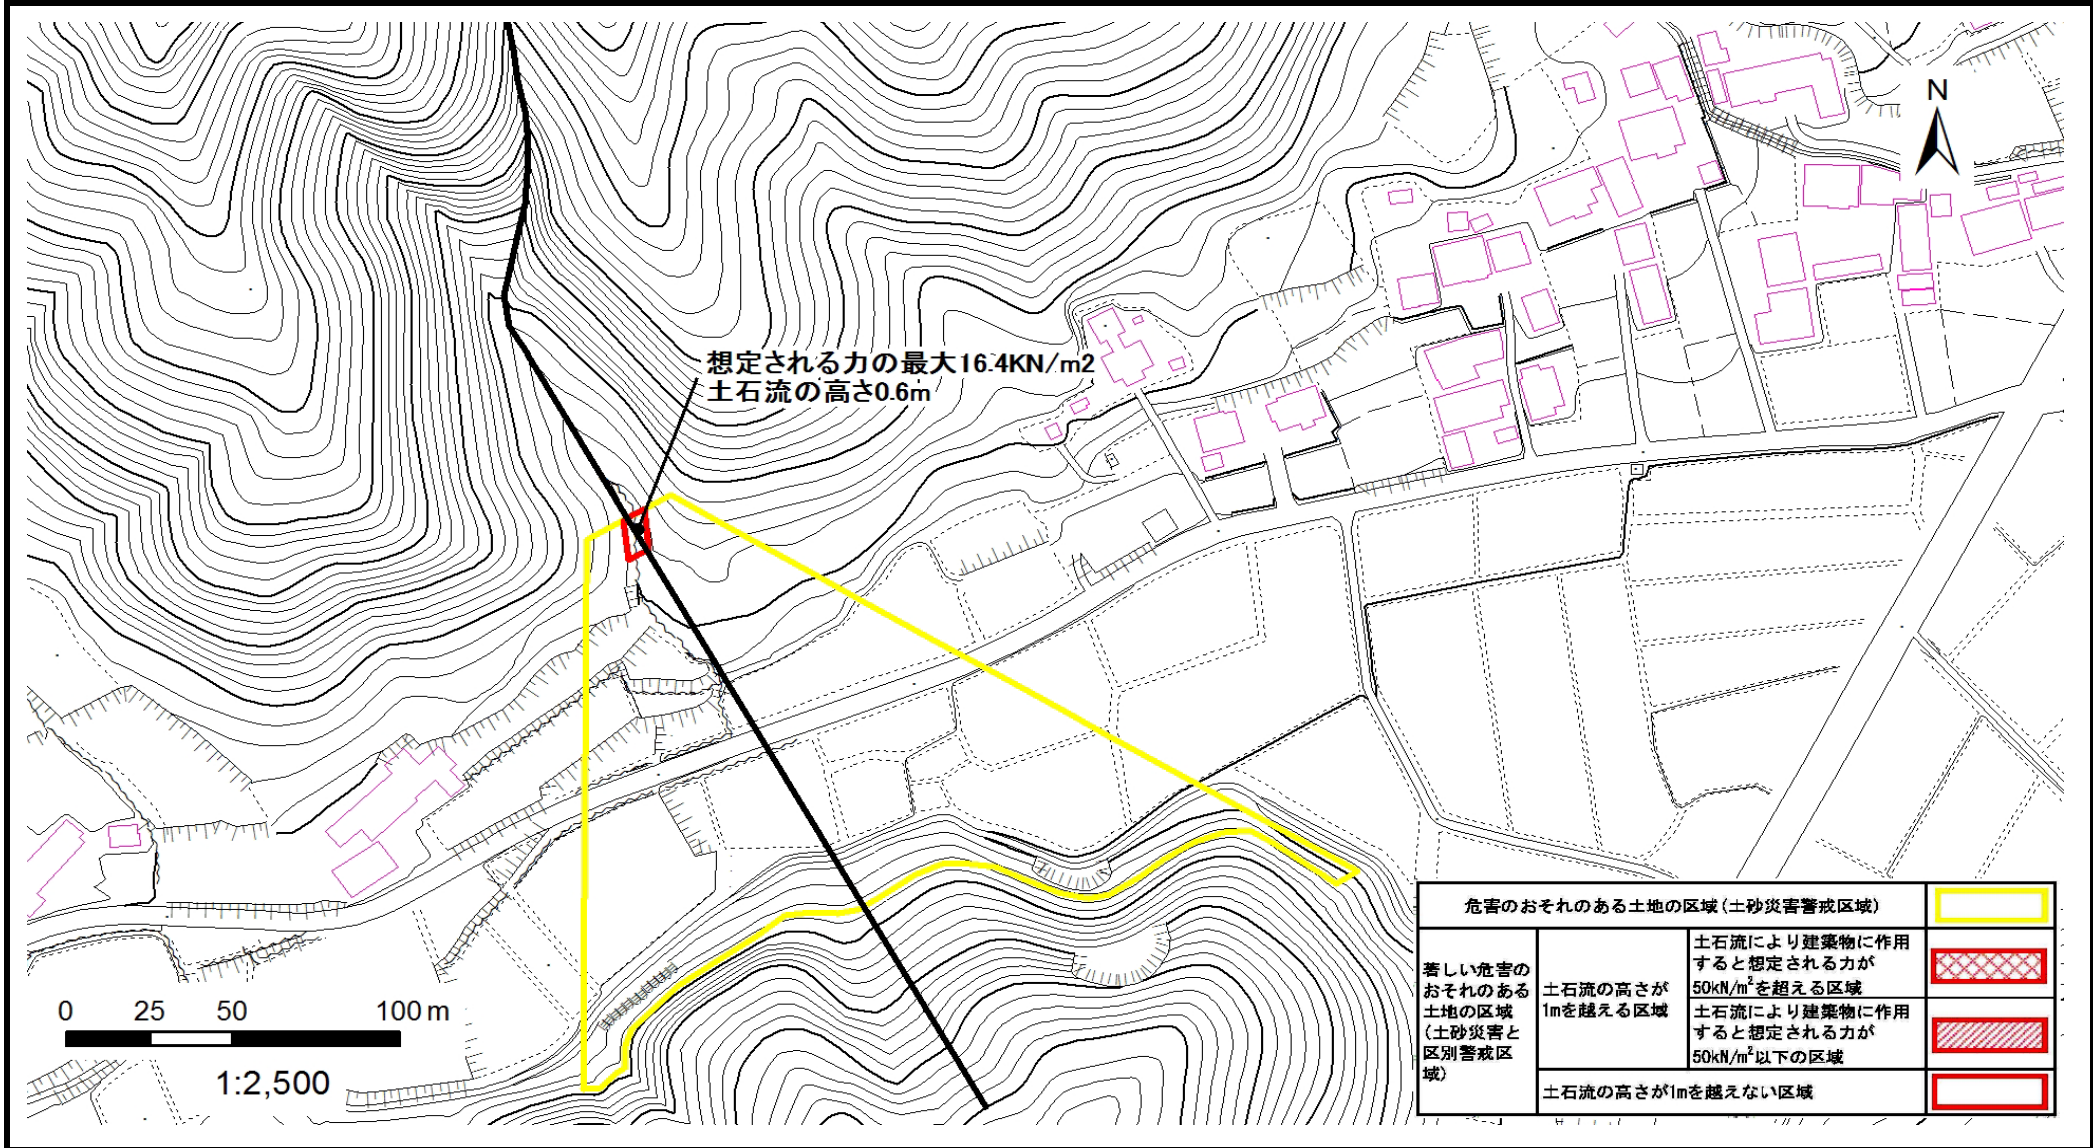 N
想定される力の最大16.4KN/m2
土石流の高さ0.6m
危害のおそれのある土地の区域(土砂災害警戒区域)
著しい危害の
おそれのある
土地の区域
(土砂災害と
区別警戒区
域)
土石流の高さが
1mを越える区域
土石流により建築物に作用
すると想定される力が
50kN/m²を超える区域
土石流により建築物に作用
すると想定される力が
50kN/m²以下の区域
土石流の高さが1mを越えない区域
0 25 50 100 m
1:2,500